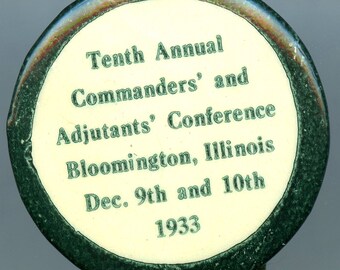 Tenth Annual
Commanders' and
Adjutants' Conference
Bloomington, Illinois
Dec. 9th and 10th
1933